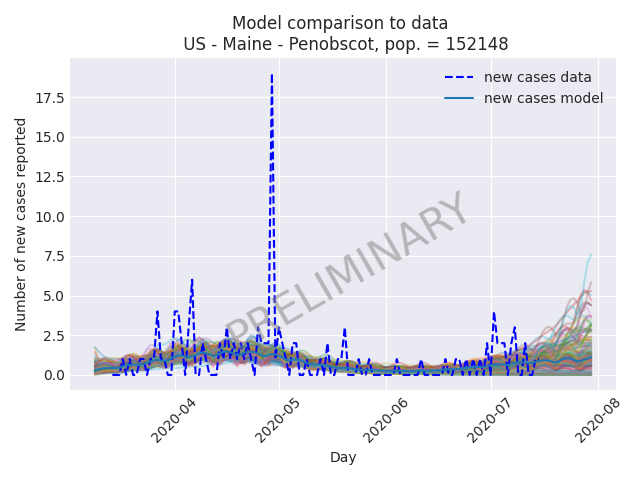 Model comparison to data
US - Maine - Penobscot, pop. = 152148
new cases data
new cases model
Number of new cases reported
17.5
15.0
12.5
10.0
7.5
5.0
2.5
0.0
PRELIMINARY
2020-04
2020-05
2020-06
2020-07
2020-08
Day